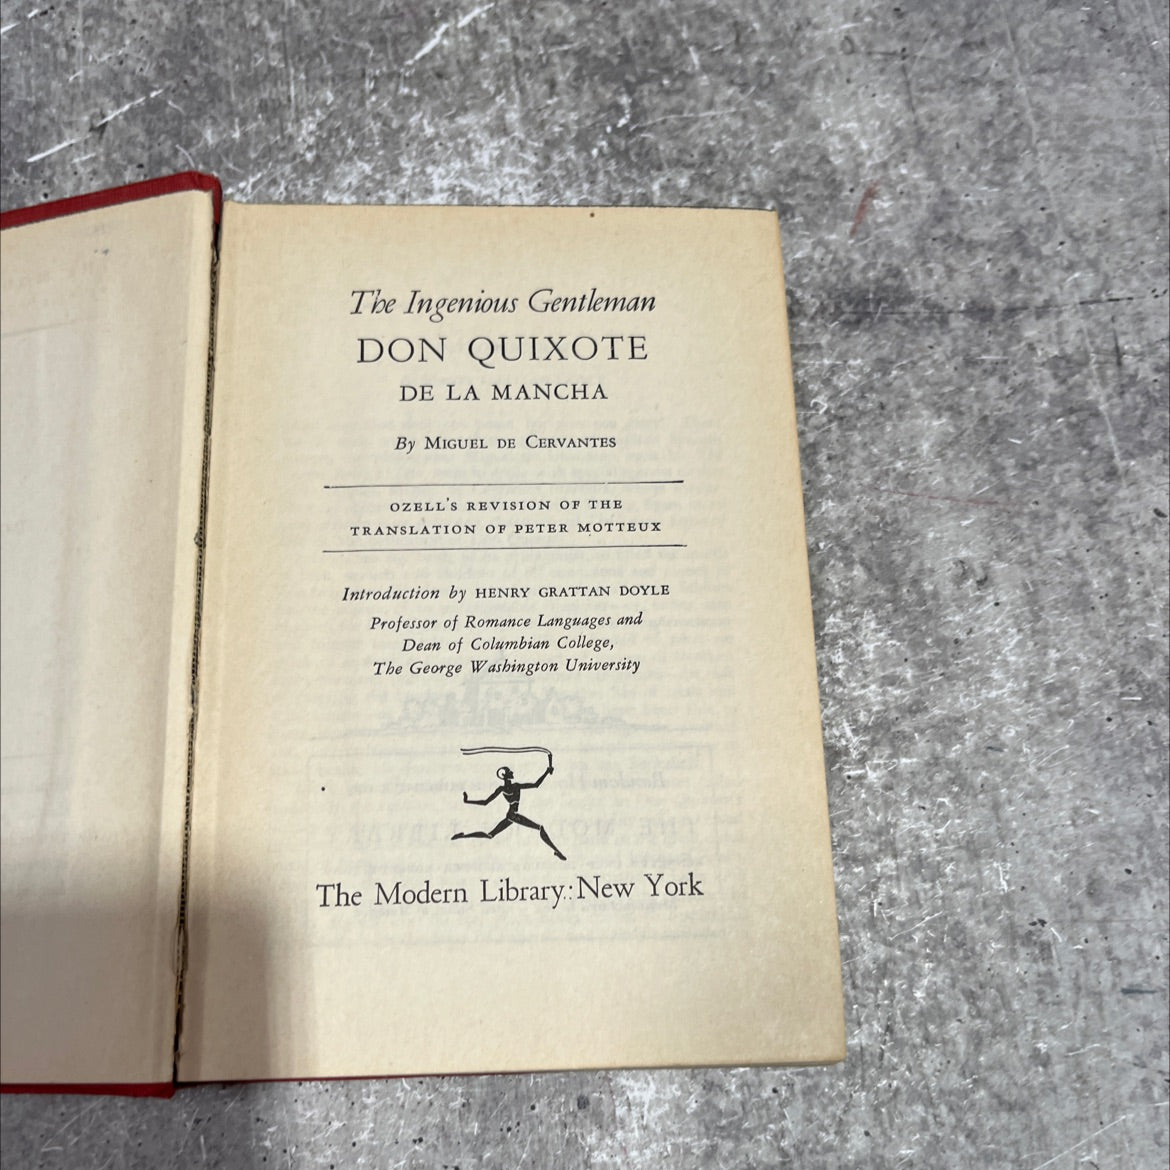 The Ingenious Gentleman
DON QUIXOTE
DE LA MANCHA
By MIGUEL DE CERVANTES
OZELL'S REVISION OF THE
TRANSLATION OF PETER MOTTEUX
Introduction by HENRY GRATTAN DOYLE
Professor of Romance Languages and
Dean of Columbian College,
The George Washington University
The Modern Library : New York